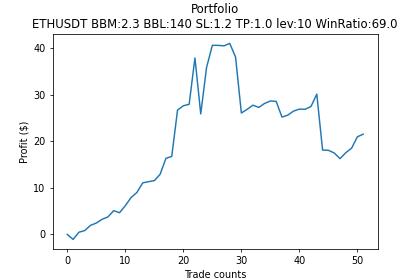 Portfolio
ETHUSDT BBM:2.3 BBL:140 SL:1.2 TP:1.0 lev:10 WinRatio:69.0
40
30
20
10
0
Profit ($)
0 10 20 30 40 50
Trade counts